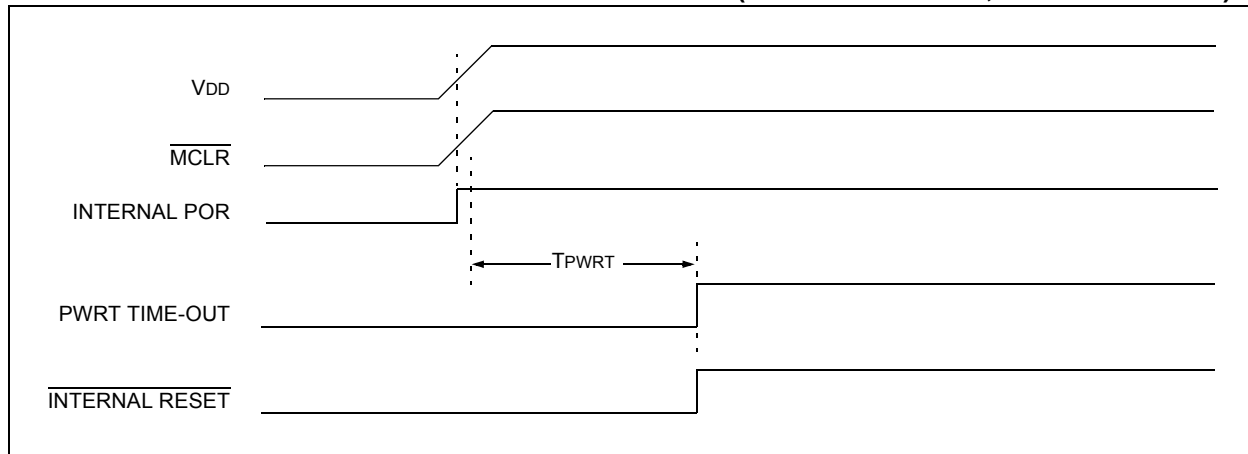 VDD
MCLR
INTERNAL POR
TPWRT
PWRT TIME-OUT
INTERNAL RESET